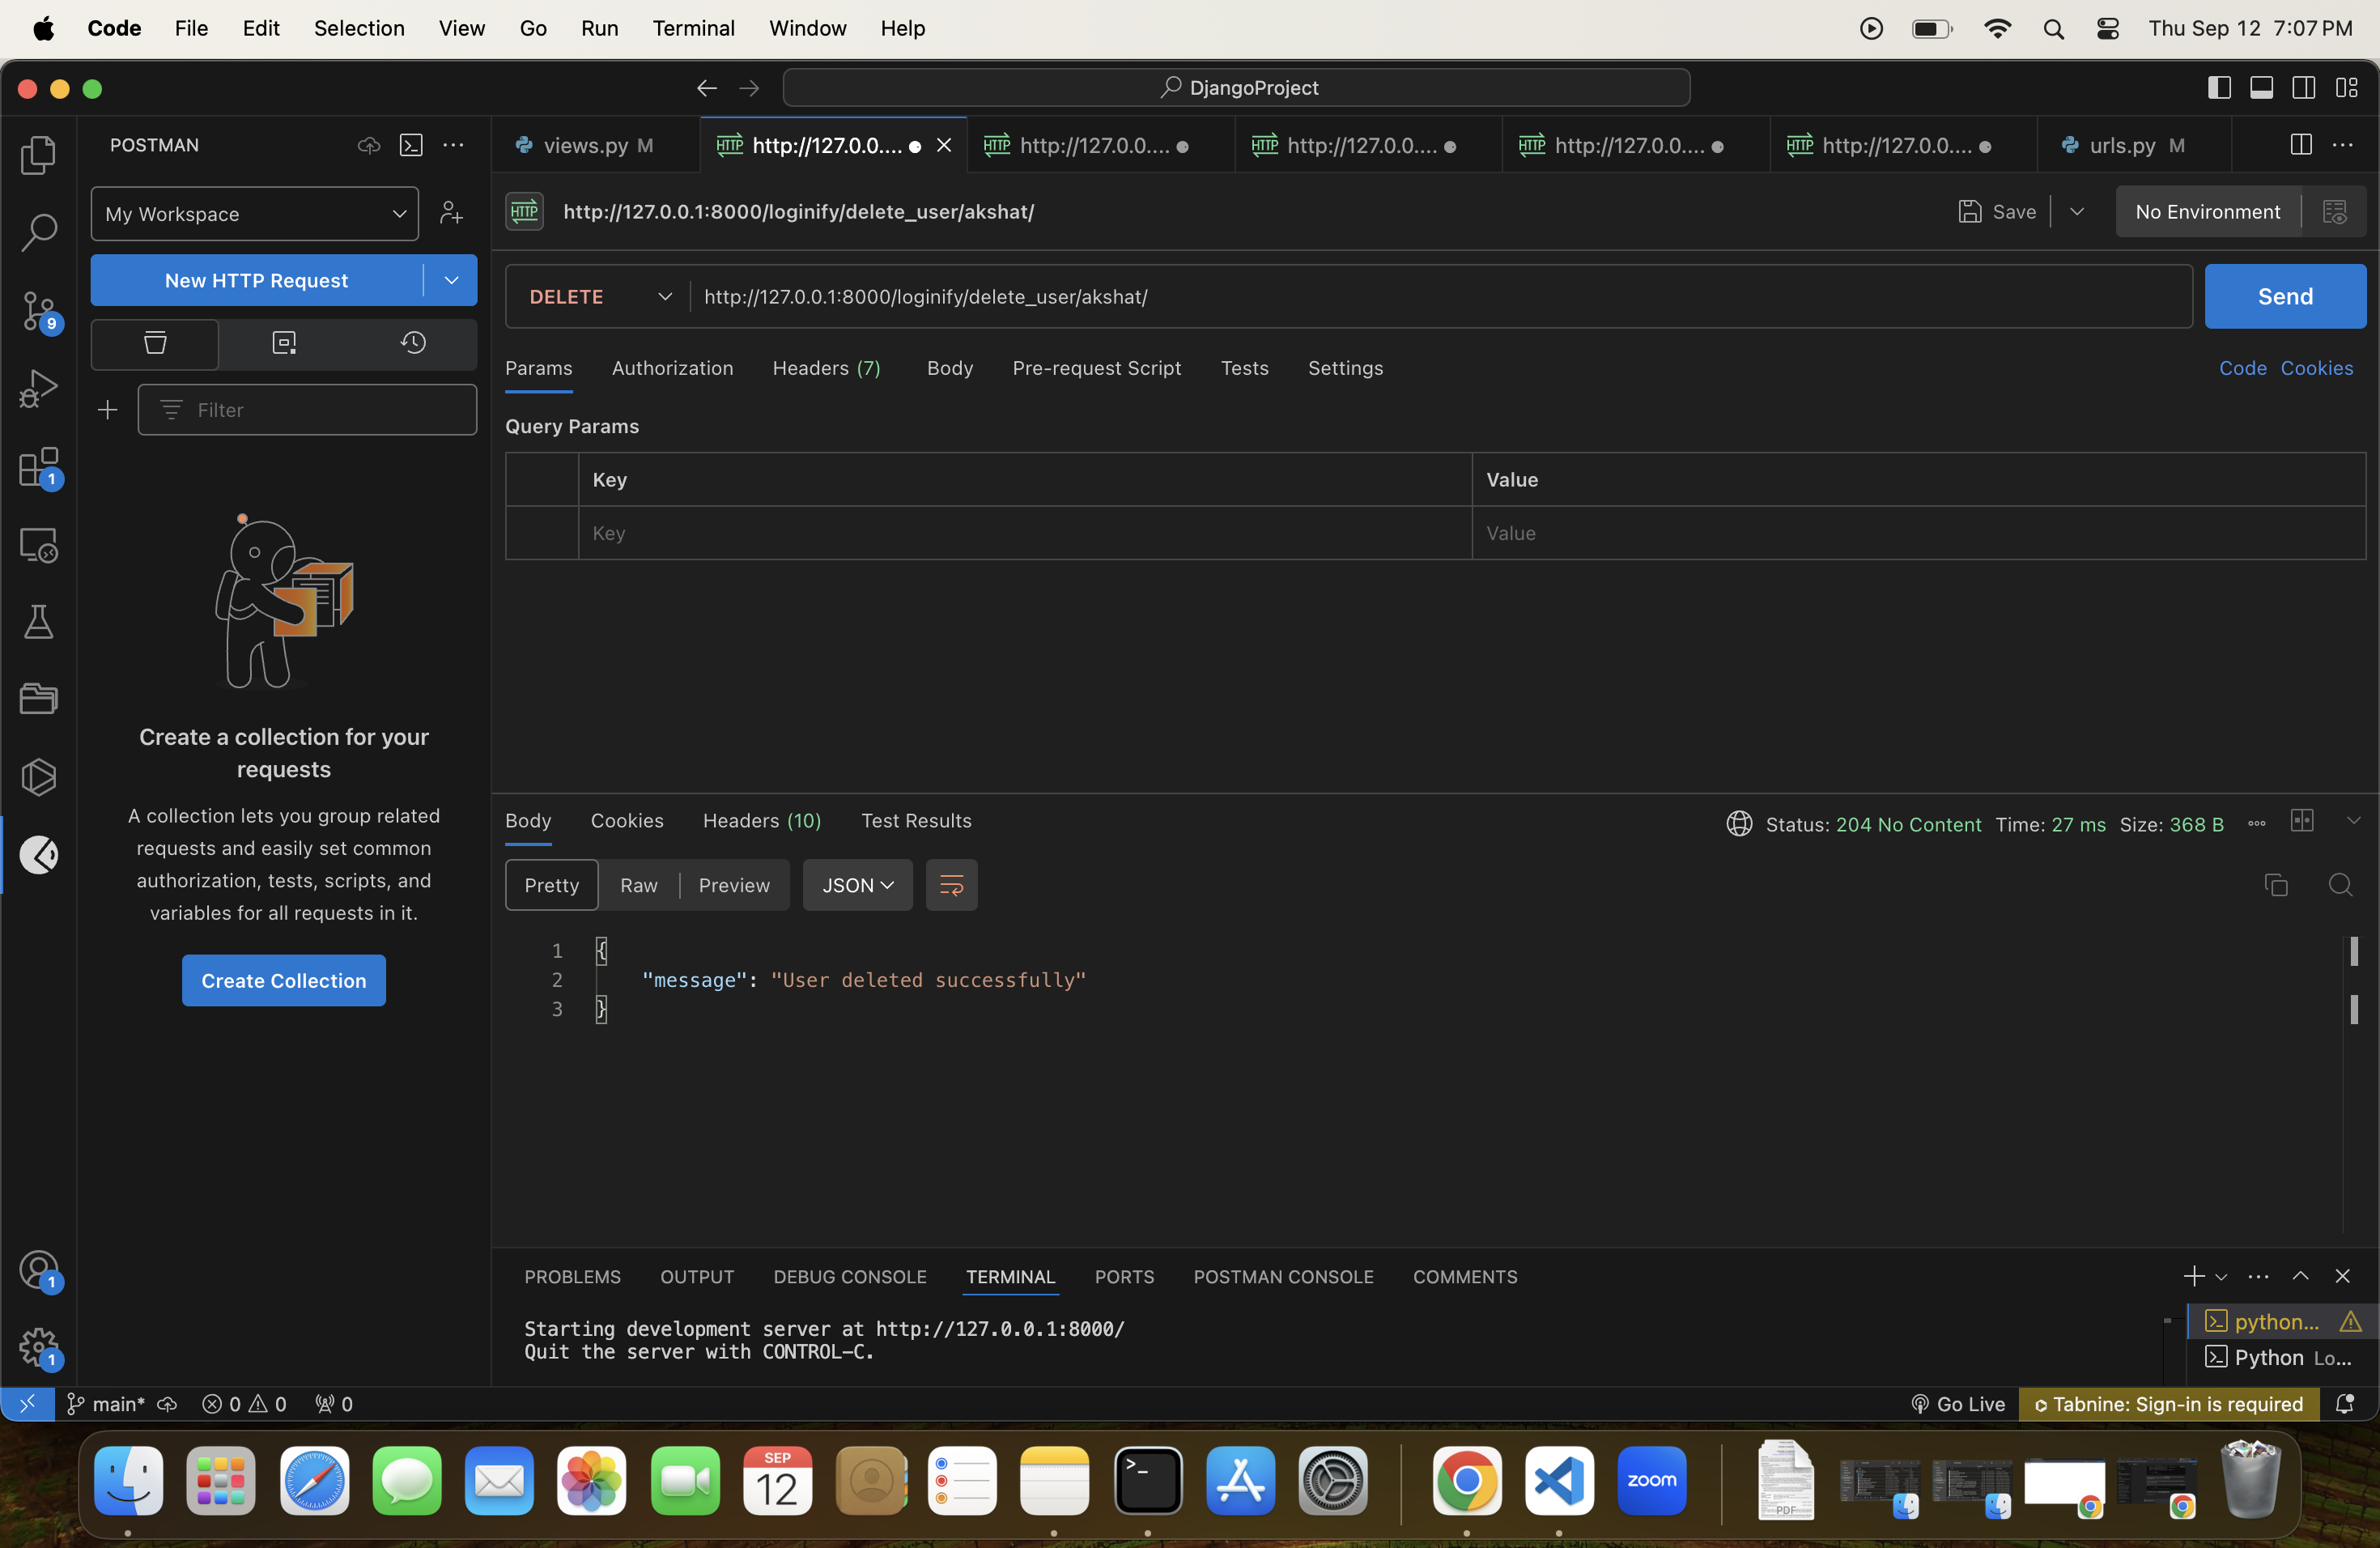 Code File Edit Selection View Go Run Terminal Window Help Thu Sep 12 7:07 PM
DjangoProject
POSTMAN
views.py M
http://127.0.0....
http://127.0.0....
http://127.0.0....
http://127.0.0....
http://127.0.0....
urls.py M
My Workspace
HTTP http://127.0.0.1:8000/loginify/delete_user/akshat/ Save No Environment
New HTTP Request
DELETE http://127.0.0.1:8000/loginify/delete_user/akshat/ Send
9
Params Authorization Headers (7) Body Pre-request Script Tests Settings Code Cookies
Filter
Query Params
1
Key Value
Key Value
Create a collection for your
requests
A collection lets you group related
requests and easily set common
authorization, tests, scripts, and
variables for all requests in it.
Create Collection
Body Cookies Headers (10) Test Results Status: 204 No Content Time: 27 ms Size: 368 B
Pretty Raw Preview JSON
1 {
2 "message": "User deleted successfully"
3 }
1
1
PROBLEMS OUTPUT DEBUG CONSOLE TERMINAL PORTS POSTMAN CONSOLE COMMENTS
Starting development server at http://127.0.0.1:8000/
Quit the server with CONTROL-C.
python...
Python Lo...
main* 0 0 0 Go Live Tabnine: Sign-in is required
SEP
12
zoom
PDF